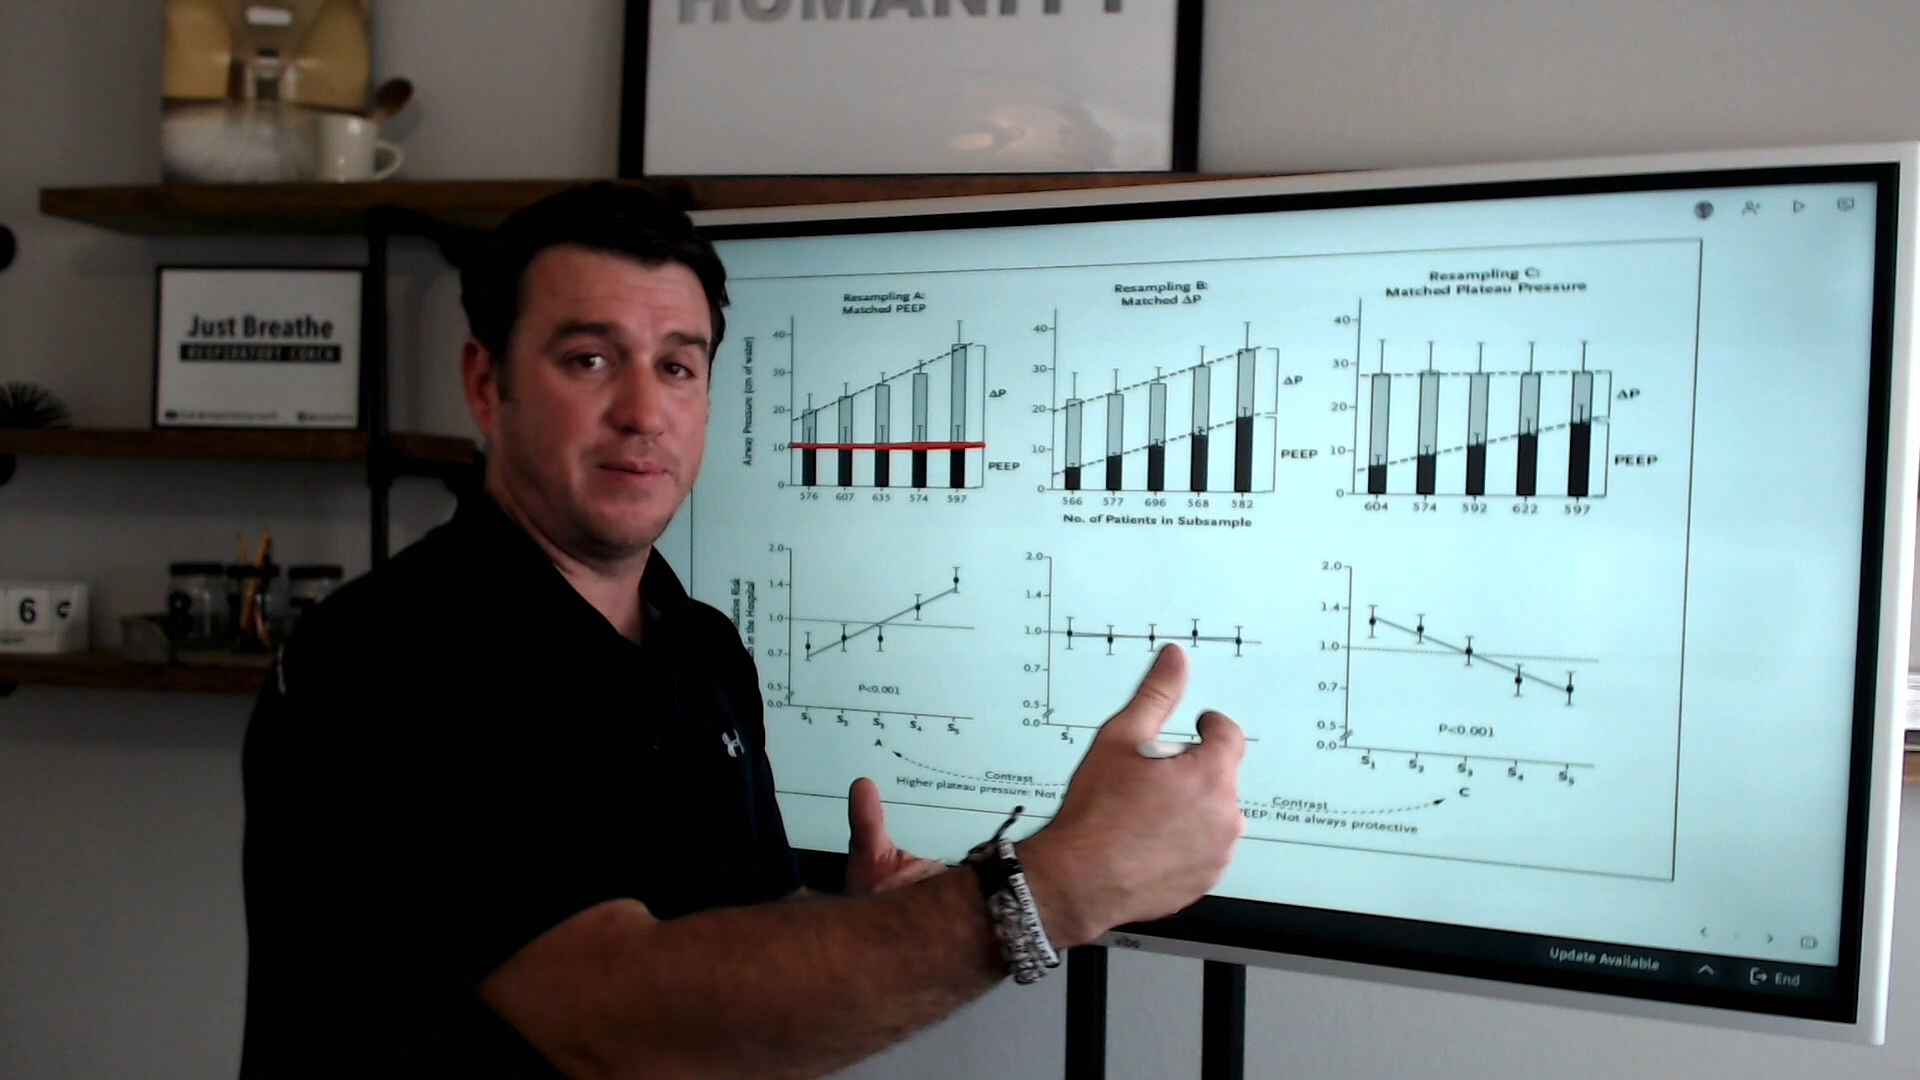 HUMANITY
Just Breathe
RESPIRATORY COACH
6
Resampling A:
Matched PEEP
Resampling B:
Matched ΔP
Resampling C:
Matched Plateau Pressure
Airway Pressure (cm of water)
40
30
20
10
0
ΔP
PEEP
576 607 635 574 597
40
30
20
10
0
ΔP
PEEP
566 577 696 568 582
40
30
20
10
0
ΔP
PEEP
604 574 592 622 597
No. of Patients in Subsample
Risk
in the Hospital
2.0
1.4
1.0
0.7
0.5
0.0
P<0.001
S1 S2 S3 S4 S5
A
2.0
1.4
1.0
0.7
0.5
0.0
S1
2.0
1.4
1.0
0.7
0.5
0.0
P<0.001
S1 S2 S3 S4 S5
C
Contrast
Higher plateau pressure: Not
Contrast
PEEP: Not always protective
vibe
Update Available
End